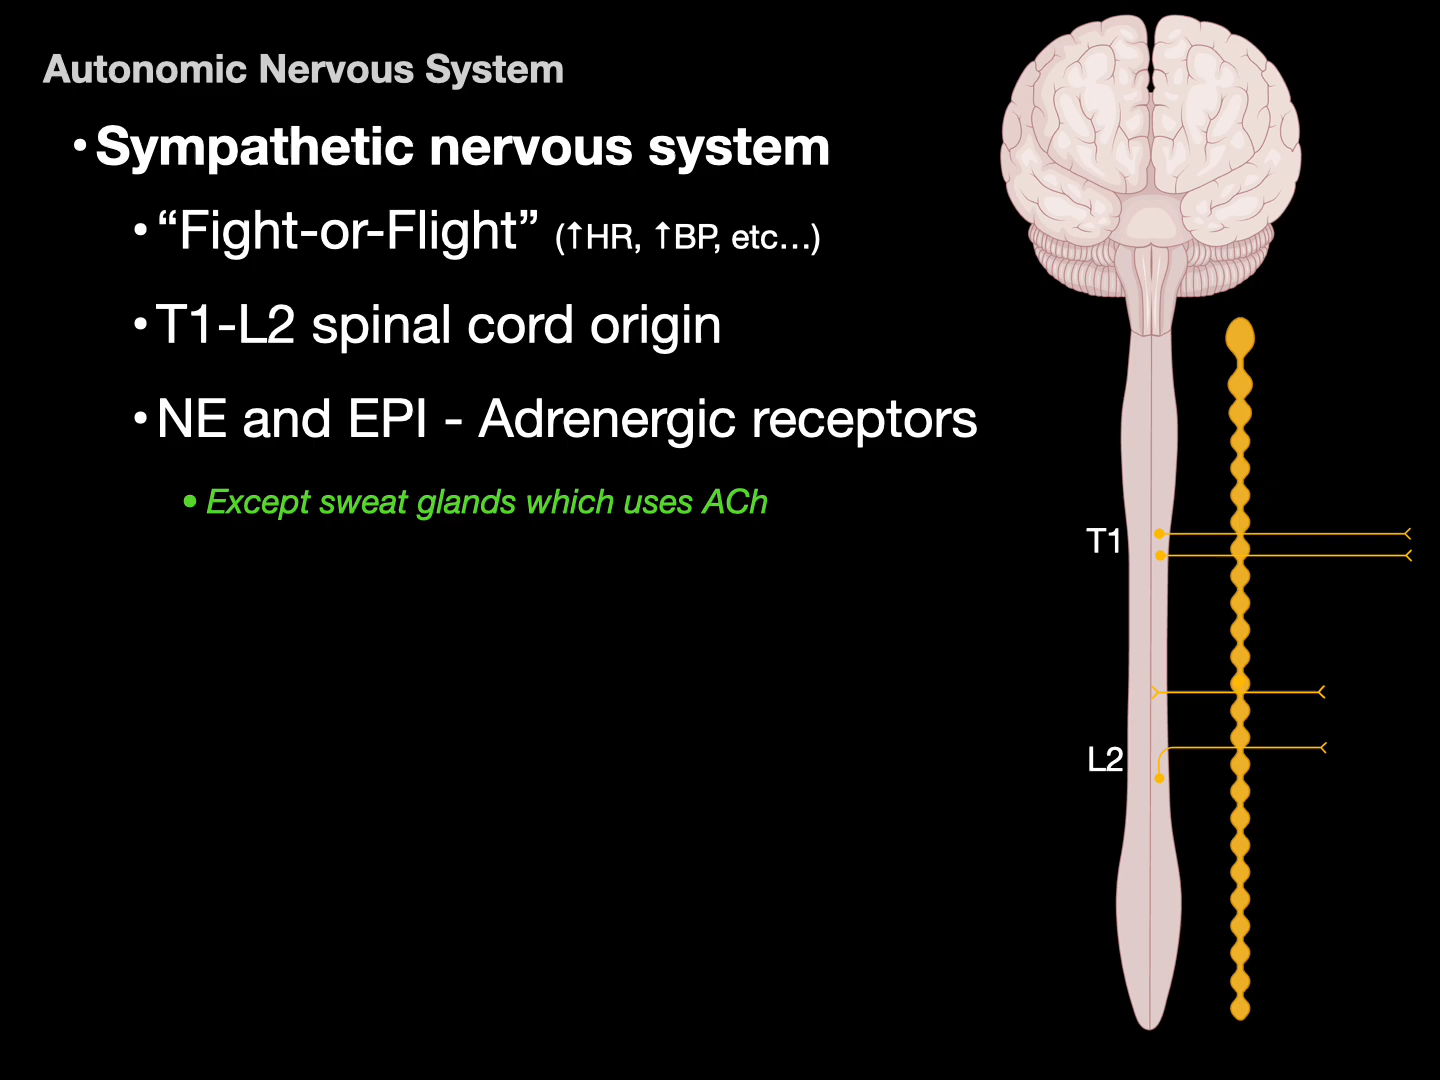 Autonomic Nervous System
• Sympathetic nervous system
• “Fight-or-Flight” (↑HR, ↑BP, etc…)
• T1-L2 spinal cord origin
• NE and EPI - Adrenergic receptors
• Except sweat glands which uses ACh
T1
L2